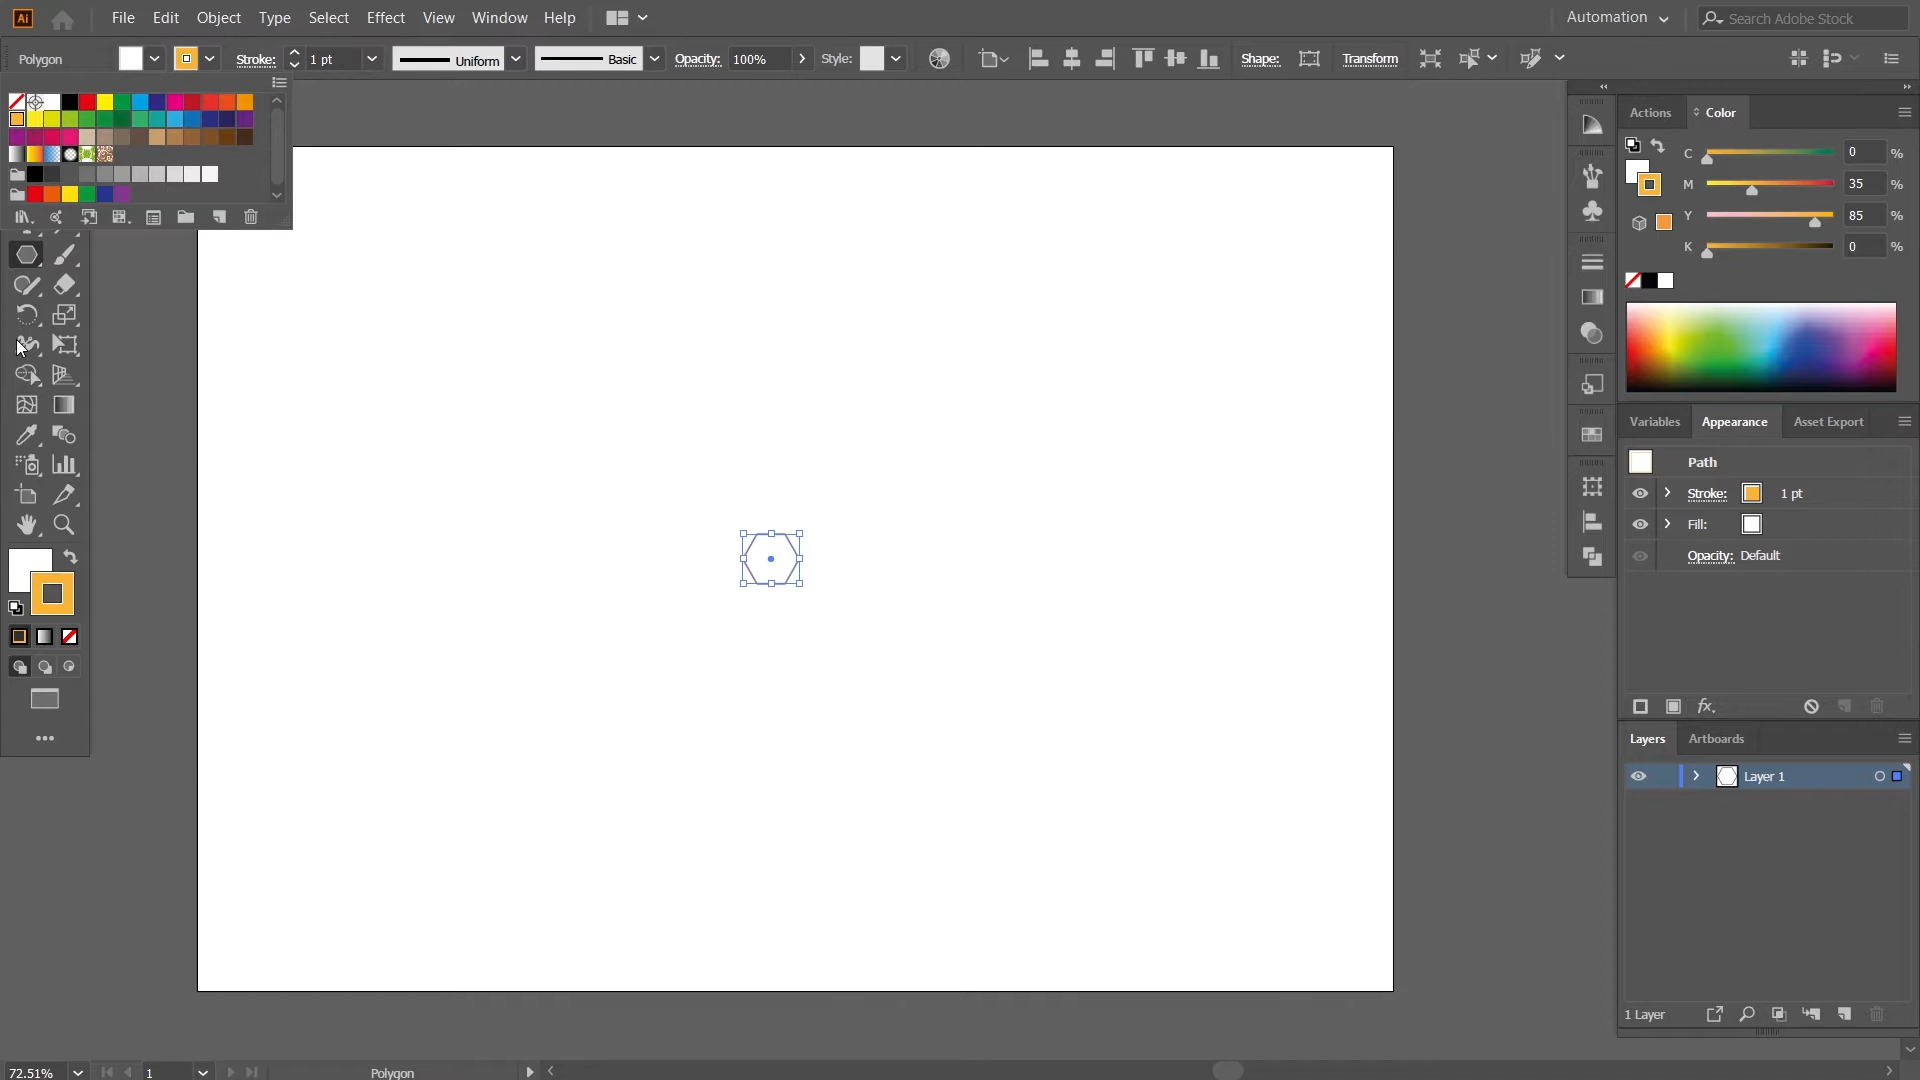 Ai File Edit Object Type Select Effect View Window Help Automation Search Adobe Stock
Polygon Stroke: 1 pt Uniform Basic Opacity: 100% Style: Shape: Transform
Actions Color
C 0 %
M 35 %
Y 85 %
K 0 %
Variables Appearance Asset Export
Path
Stroke: 1 pt
Fill:
Opacity: Default
fx
Layers Artboards
Layer 1
1 Layer
72.51% 1 Polygon